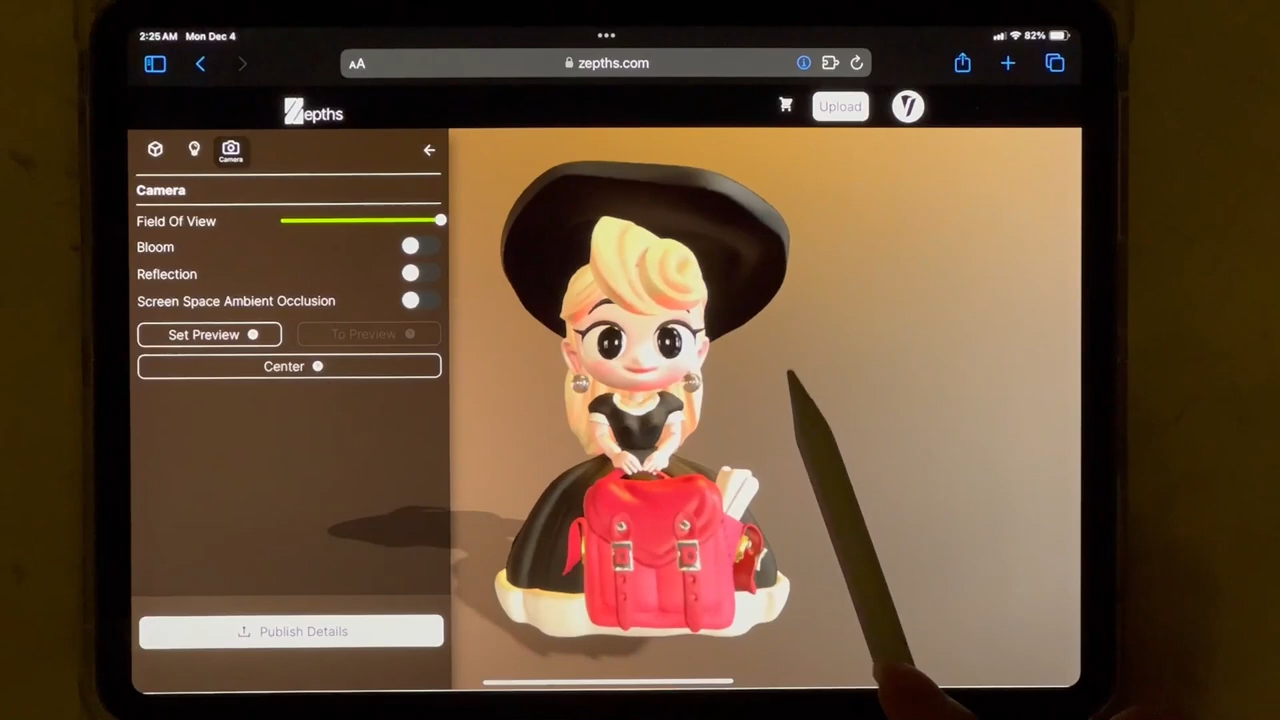 2:25 AM Mon Dec 4
82%
AA
zepths.com
Zepths
Upload
Camera
Camera
Field Of View
Bloom
Reflection
Screen Space Ambient Occlusion
Set Preview
To Preview
Center
Publish Details